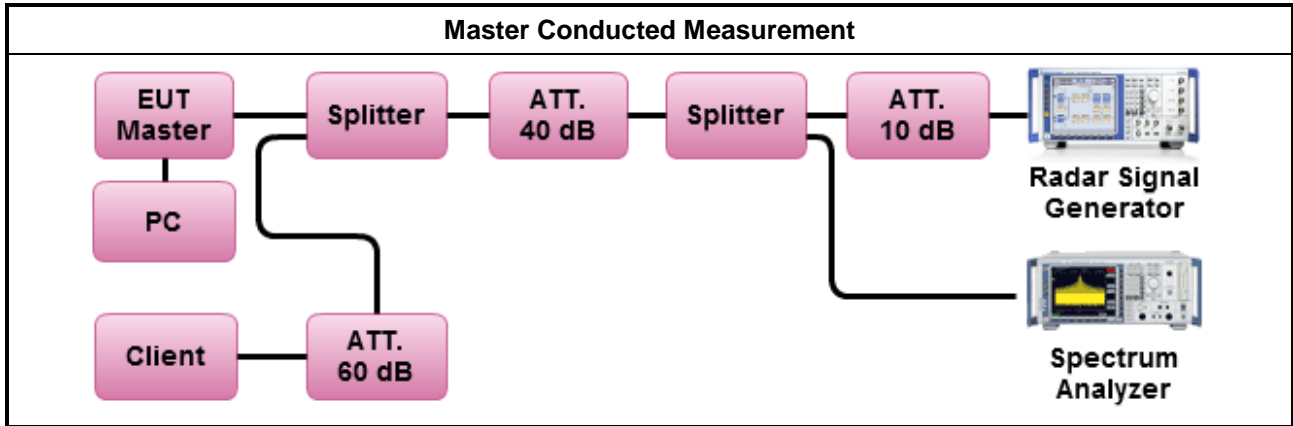 Master Conducted Measurement
EUT
Master
Splitter
ATT.
40 dB
Splitter
ATT.
10 dB
Radar Signal
Generator
PC
Client
ATT.
60 dB
Spectrum
Analyzer